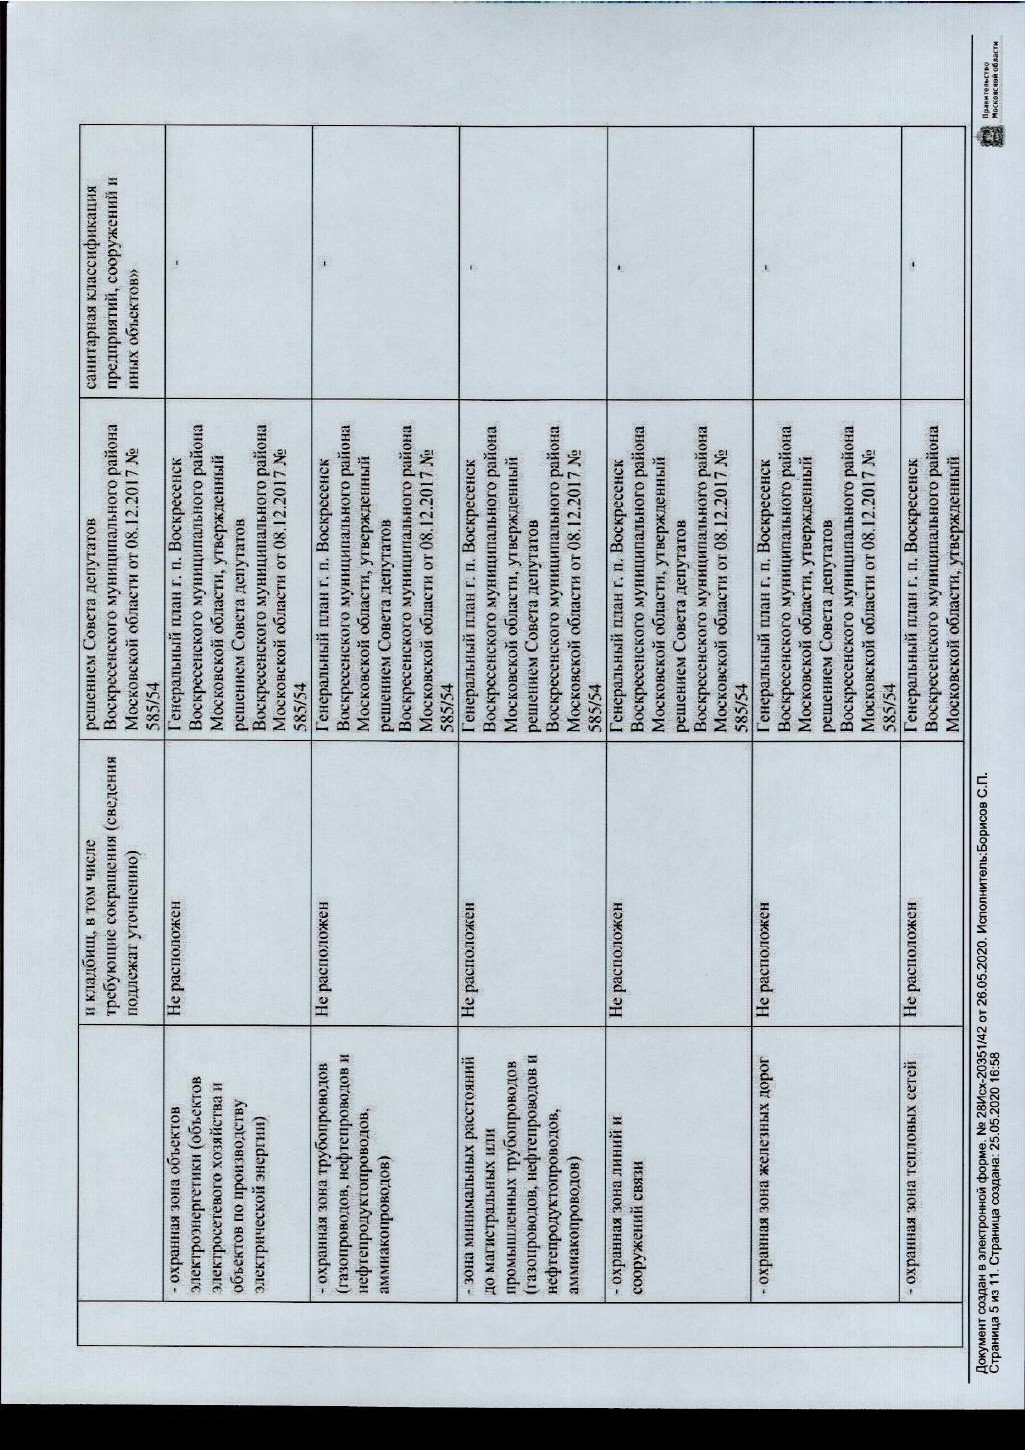 и кладбищ, в том числе
требующие сокращения (сведения
подлежат уточнению)
решением Совета депутатов
Воскресенского муниципального района
Московской области от 08.12.2017 №
585/54
санитарная классификация
предприятий, сооружений и
иных объектов»
- охранная зона объектов
электроэнергетики (объектов
электросетевого хозяйства и
объектов по производству
электрической энергии)
Не расположен
Генеральный план г. п. Воскресенск
Воскресенского муниципального района
Московской области, утвержденный
решением Совета депутатов
Воскресенского муниципального района
Московской области от 08.12.2017 №
585/54
-
- охранная зона трубопроводов
(газопроводов, нефтепроводов и
нефтепродуктопроводов,
аммиакопроводов)
Не расположен
Генеральный план г. п. Воскресенск
Воскресенского муниципального района
Московской области, утвержденный
решением Совета депутатов
Воскресенского муниципального района
Московской области от 08.12.2017 №
585/54
-
- зона минимальных расстояний
до магистральных или
промышленных трубопроводов
(газопроводов, нефтепроводов и
нефтепродуктопроводов,
аммиакопроводов)
Не расположен
Генеральный план г. п. Воскресенск
Воскресенского муниципального района
Московской области, утвержденный
решением Совета депутатов
Воскресенского муниципального района
Московской области от 08.12.2017 №
585/54
-
- охранная зона линий и
сооружений связи
Не расположен
Генеральный план г. п. Воскресенск
Воскресенского муниципального района
Московской области, утвержденный
решением Совета депутатов
Воскресенского муниципального района
Московской области от 08.12.2017 №
585/54
-
- охранная зона железных дорог
Не расположен
Генеральный план г. п. Воскресенск
Воскресенского муниципального района
Московской области, утвержденный
решением Совета депутатов
Воскресенского муниципального района
Московской области от 08.12.2017 №
585/54
-
- охранная зона тепловых сетей
Не расположен
Генеральный план г. п. Воскресенск
Воскресенского муниципального района
Московской области, утвержденный
-
Документ создан в электронной форме. № 28Исх-20351/42 от 26.05.2020. Исполнитель:Борисов С.П.
Страница 5 из 11. Страница создана: 25.05.2020 16:58
Правительство
Московской области